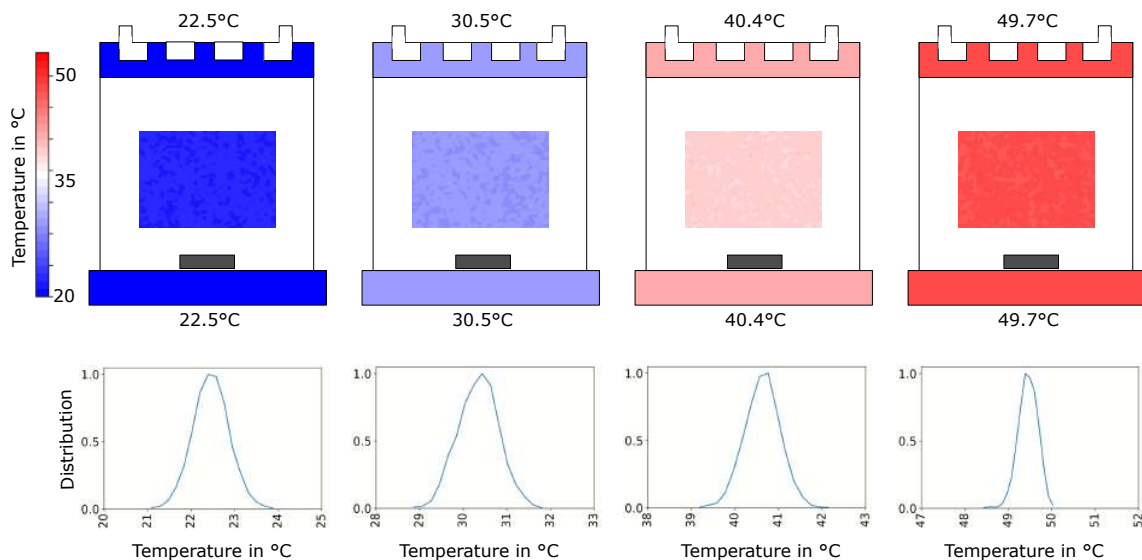 22.5°C 30.5°C 40.4°C 49.7°C
Temperature in °C
50
35
20
22.5°C 30.5°C 40.4°C 49.7°C
Distribution
1.0 1.0 1.0 1.0
0.5 0.5 0.5 0.5
0.0 0.0 0.0 0.0
20 21 22 23 24 25 28 29 30 31 32 33 38 39 40 41 42 43 47 48 49 50 51 52
Temperature in °C Temperature in °C Temperature in °C Temperature in °C